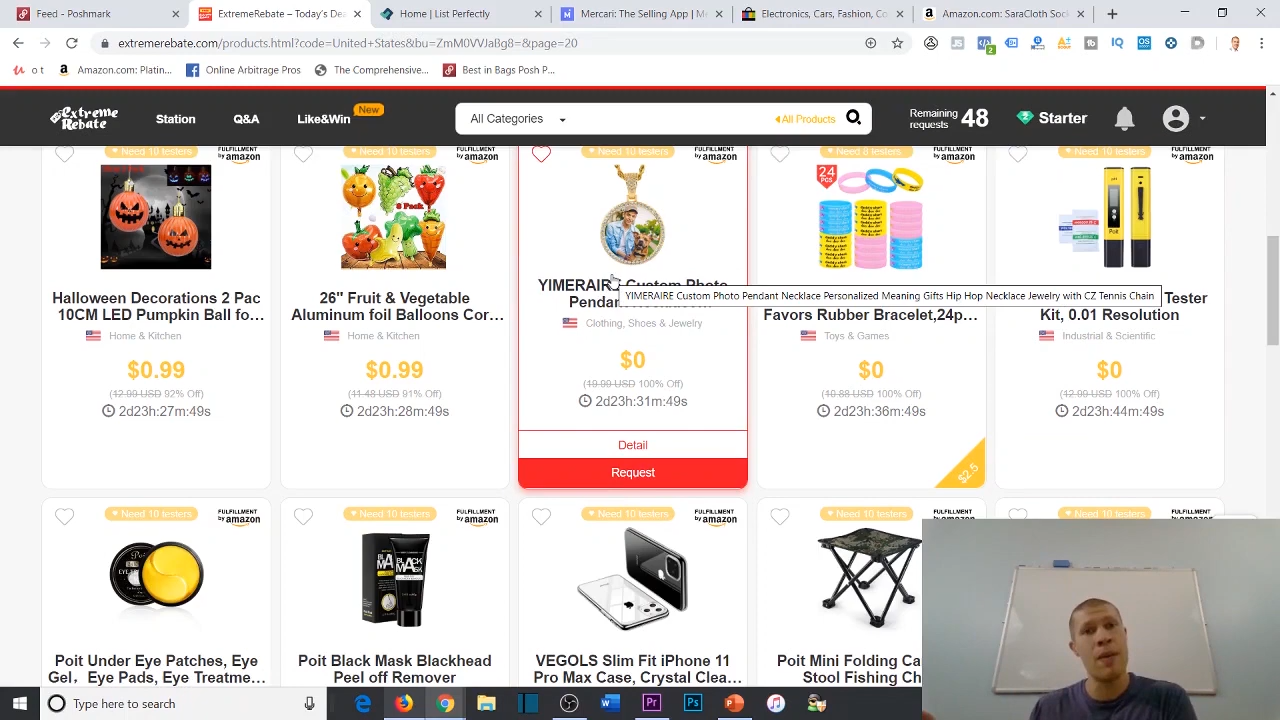 Feed – Poshmark
ExtremeRebate – Today's Dea
Home | List Perfectly
Mercari: The Selling App | M
Electronics, Cars, Fashion, Co
Amazon.com: SaraCloth Sock
extremerebate.com/products.html?code=United+States&bu=ZmM0VVJaBg8=&page=20
o t
Amazon.com: Platin...
Online Arbitrage Pros
The Comprehensive...
Best in Bags Posh P...
Extreme Rebate
Station
Q&A
Like&Win
New
All Categories
All Products
Remaining requests 48
Starter
Need 10 testers
FULFILLMENT by amazon
Need 10 testers
FULFILLMENT by amazon
Need 10 testers
FULFILLMENT by amazon
Need 8 testers
FULFILLMENT by amazon
Need 10 testers
FULFILLMENT by amazon
8 Pack
24 PCS
Halloween Decorations 2 Pac
10CM LED Pumpkin Ball fo...
Home & Kitchen
$0.99
(12.99 USD 92% Off)
2d23h:27m:49s
26" Fruit & Vegetable
Aluminum foil Balloons Cor...
Home & Kitchen
$0.99
(11.48 USD 91% Off)
2d23h:28m:49s
YIMERAIRE Custom Photo
YIMERAIRE Custom Photo Pendant Necklace Personalized Meaning Gifts Hip Hop Necklace Jewelry with CZ Tennis Chain
Clothing, Shoes & Jewelry
$0
(19.99 USD 100% Off)
2d23h:31m:49s
Detail
Request
Favors Rubber Bracelet,24p...
Toys & Games
$0
(10.88 USD 100% Off)
2d23h:36m:49s
$2.5
Tester
Kit, 0.01 Resolution
Industrial & Scientific
$0
(12.99 USD 100% Off)
2d23h:44m:49s
Need 10 testers
FULFILLMENT by amazon
Need 10 testers
FULFILLMENT by amazon
Need 10 testers
FULFILLMENT by amazon
Need 10 testers
FULFILLMENT by amazon
Need 10 testers
FULFILLMENT by amazon
Poit Under Eye Patches, Eye
Gel, Eye Pads, Eye Treatme...
Poit Black Mask Blackhead
Peel off Remover
VEGOLS Slim Fit iPhone 11
Pro Max Case, Crystal Clea...
Poit Mini Folding Ca
Stool Fishing Ch
Type here to search